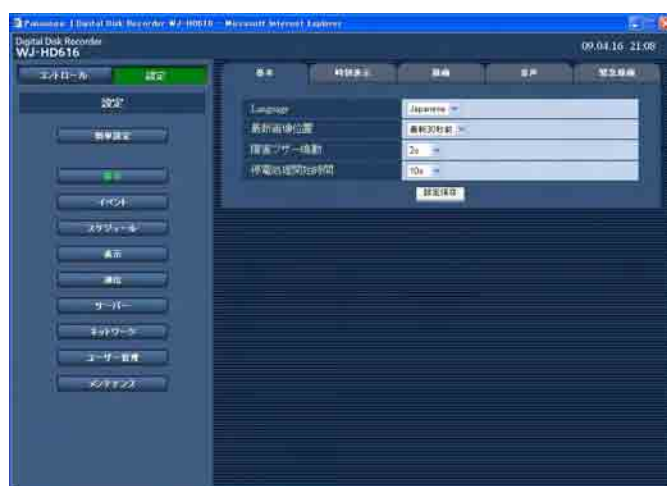 Panasonic | Digital Disk Recorder WJ-HD616 - Microsoft Internet Explorer
Digital Disk Recorder
WJ-HD616
09.04.16 21:08
コントロール
設定
基本
時刻表示
録画
音声
緊急録画
設定
簡単設定
基本
イベント
スケジュール
表示
通信
サーバー
ネットワーク
ユーザー管理
メンテナンス
Language
Japanese
最新画像位置
最新30秒前
障害ブザー鳴動
2s
停電処理開始時間
10s
設定保存